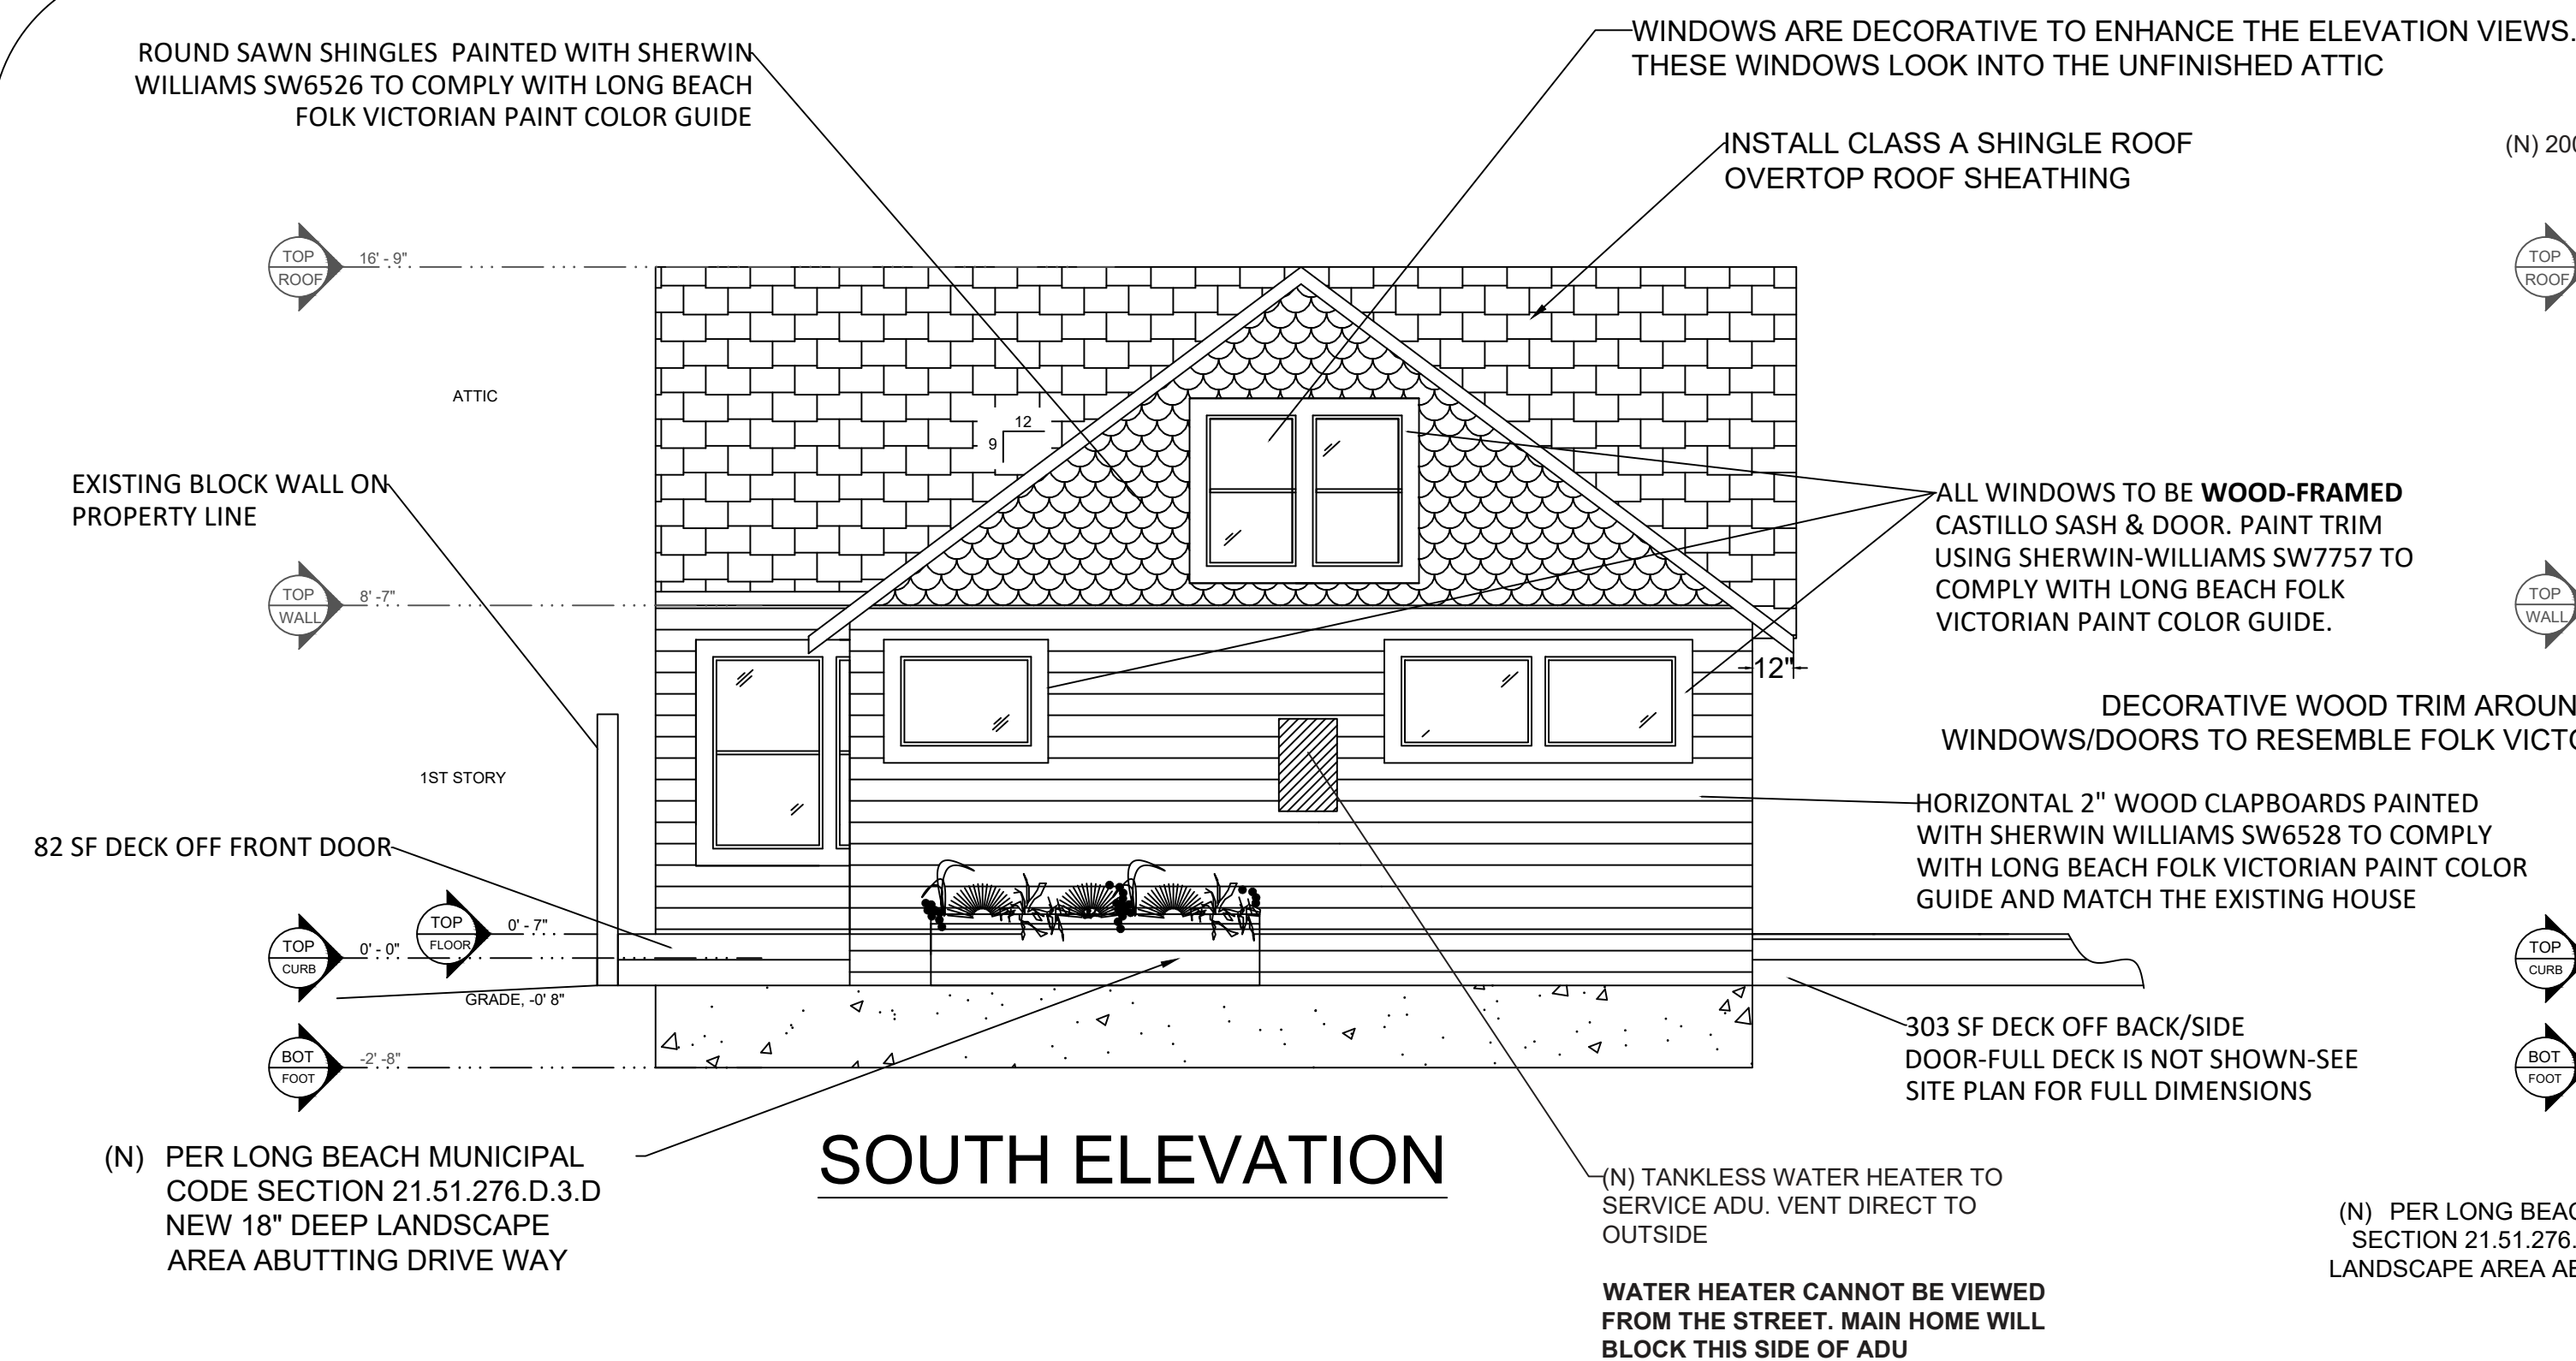 ROUND SAWN SHINGLES PAINTED WITH SHERWIN
WILLIAMS SW6526 TO COMPLY WITH LONG BEACH
FOLK VICTORIAN PAINT COLOR GUIDE
WINDOWS ARE DECORATIVE TO ENHANCE THE ELEVATION VIEWS.
THESE WINDOWS LOOK INTO THE UNFINISHED ATTIC
INSTALL CLASS A SHINGLE ROOF
OVERTOP ROOF SHEATHING
(N) 200
TOP
ROOF
16' - 9"
TOP
ROOF
ATTIC
12
9
EXISTING BLOCK WALL ON
PROPERTY LINE
ALL WINDOWS TO BE WOOD-FRAMED
CASTILLO SASH & DOOR. PAINT TRIM
USING SHERWIN-WILLIAMS SW7757 TO
COMPLY WITH LONG BEACH FOLK
VICTORIAN PAINT COLOR GUIDE.
TOP
WALL
8' -7"
TOP
WALL
12"
DECORATIVE WOOD TRIM AROUN
WINDOWS/DOORS TO RESEMBLE FOLK VICTO
1ST STORY
HORIZONTAL 2" WOOD CLAPBOARDS PAINTED
WITH SHERWIN WILLIAMS SW6528 TO COMPLY
WITH LONG BEACH FOLK VICTORIAN PAINT COLOR
GUIDE AND MATCH THE EXISTING HOUSE
82 SF DECK OFF FRONT DOOR
TOP
FLOOR
0' - 7"
TOP
CURB
0' - 0"
TOP
CURB
GRADE, -0' 8"
303 SF DECK OFF BACK/SIDE
DOOR-FULL DECK IS NOT SHOWN-SEE
SITE PLAN FOR FULL DIMENSIONS
BOT
FOOT
-2' -8"
BOT
FOOT
(N) PER LONG BEACH MUNICIPAL
CODE SECTION 21.51.276.D.3.D
NEW 18" DEEP LANDSCAPE
AREA ABUTTING DRIVE WAY
SOUTH ELEVATION
(N) TANKLESS WATER HEATER TO
SERVICE ADU. VENT DIRECT TO
OUTSIDE
WATER HEATER CANNOT BE VIEWED
FROM THE STREET. MAIN HOME WILL
BLOCK THIS SIDE OF ADU
(N) PER LONG BEAC
SECTION 21.51.276.
LANDSCAPE AREA AB